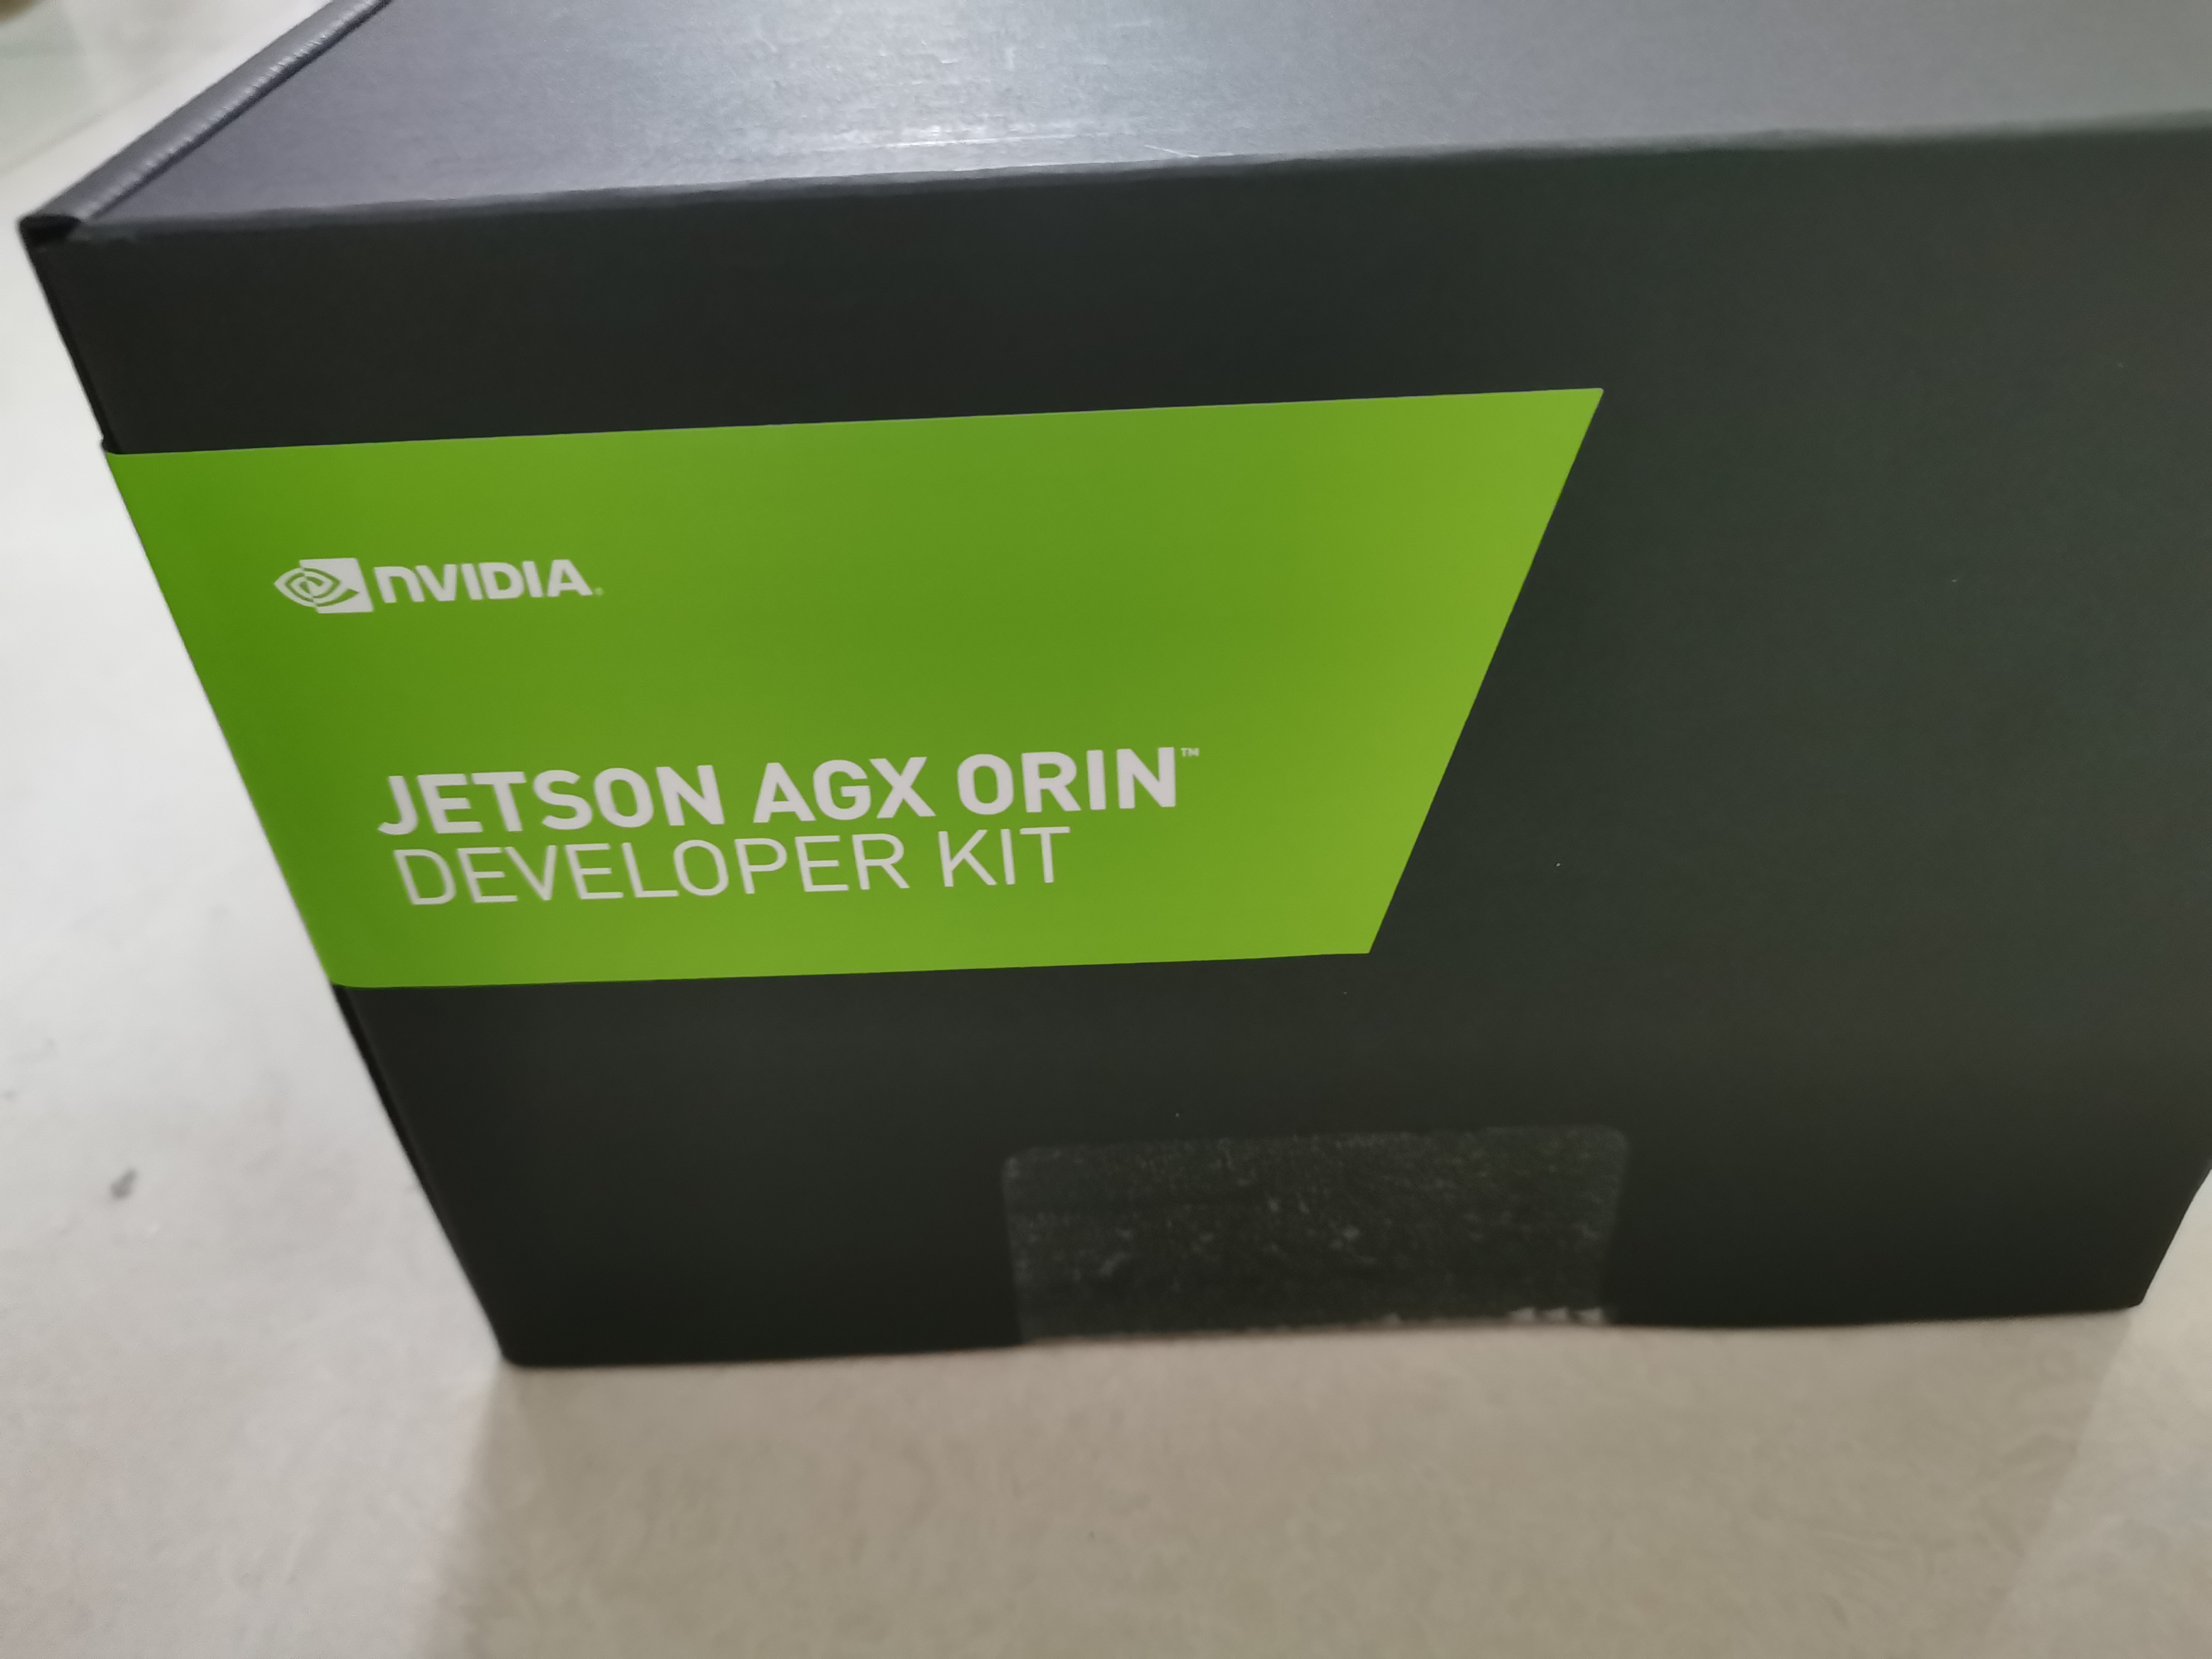 NVIDIA®
JETSON AGX ORIN™
DEVELOPER KIT